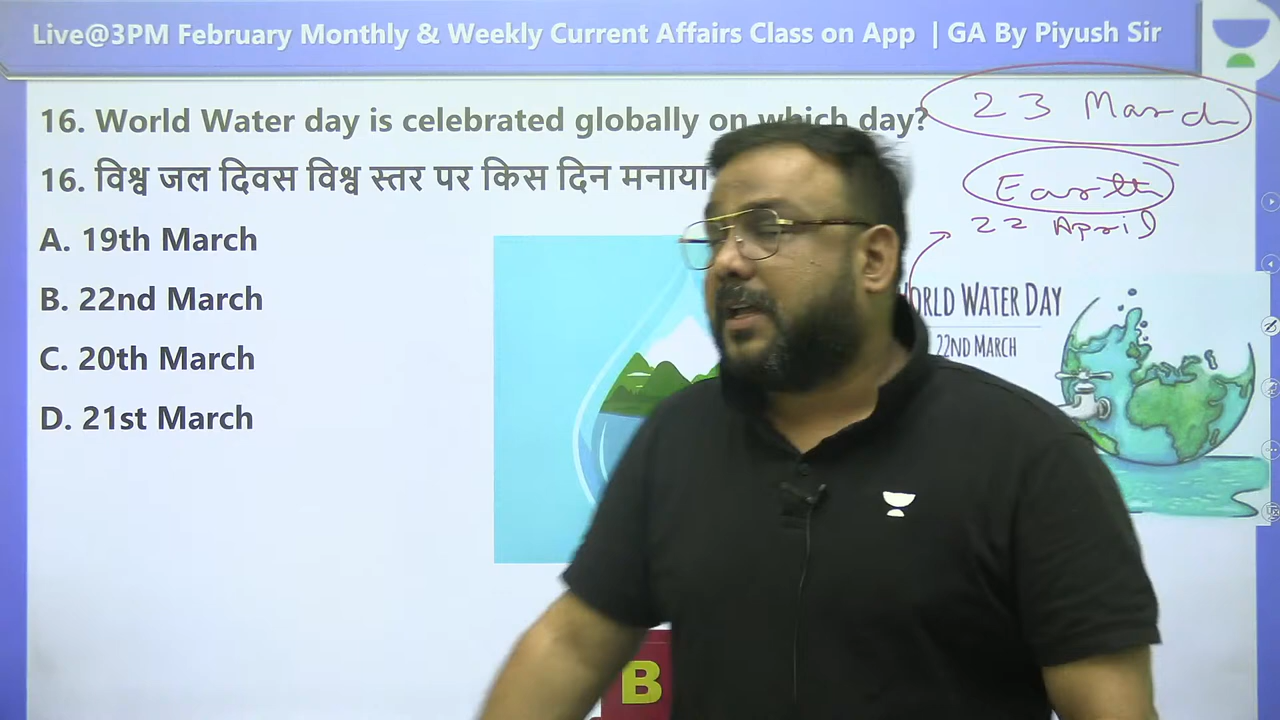 Live@3PM February Monthly & Weekly Current Affairs Class on App | GA By Piyush Sir
16. World Water day is celebrated globally on which day?
23 March
16. विश्व जल दिवस विश्व स्तर पर किस दिन मनाया
Earth
22 April
A. 19th March
B. 22nd March
C. 20th March
D. 21st March
WORLD WATER DAY
22ND MARCH
B